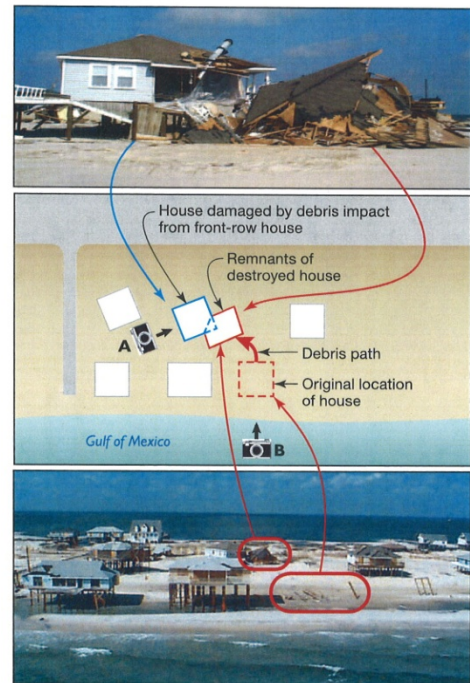 House damaged by debris impact
from front-row house
Remnants of
destroyed house
A
Debris path
Original location
of house
Gulf of Mexico
B